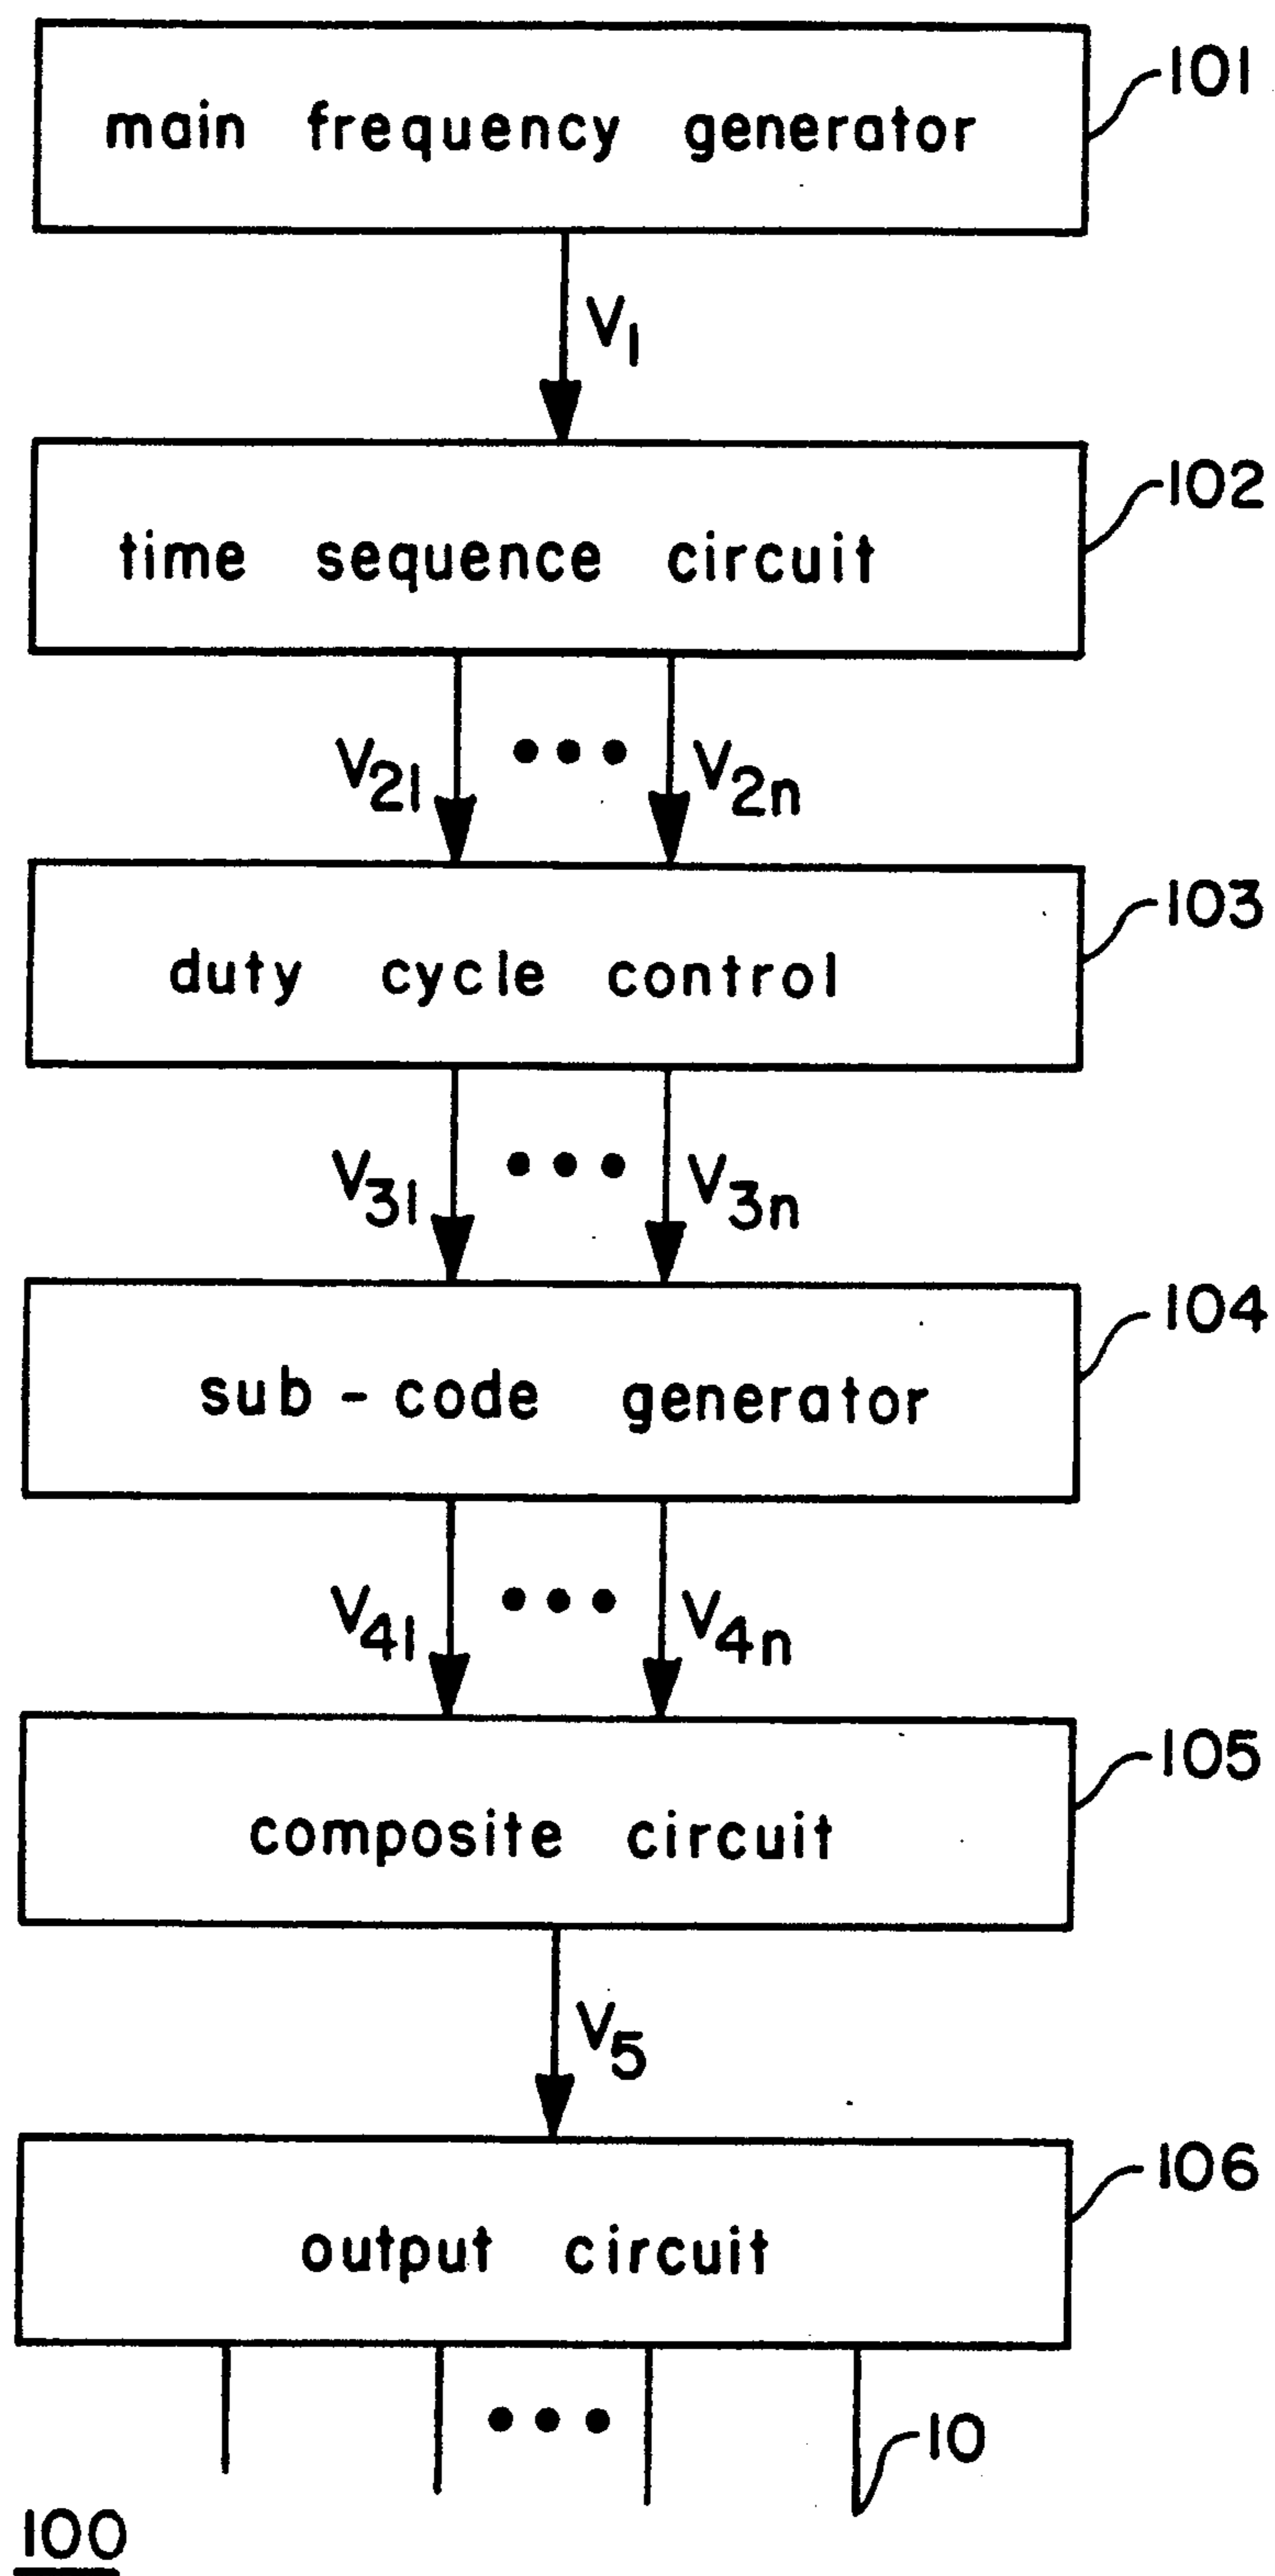 main frequency generator
101
V1
time sequence circuit
102
V21 ••• V2n
duty cycle control
103
V31 ••• V3n
sub-code generator
104
V41 ••• V4n
composite circuit
105
V5
output circuit
106
•••
10
100